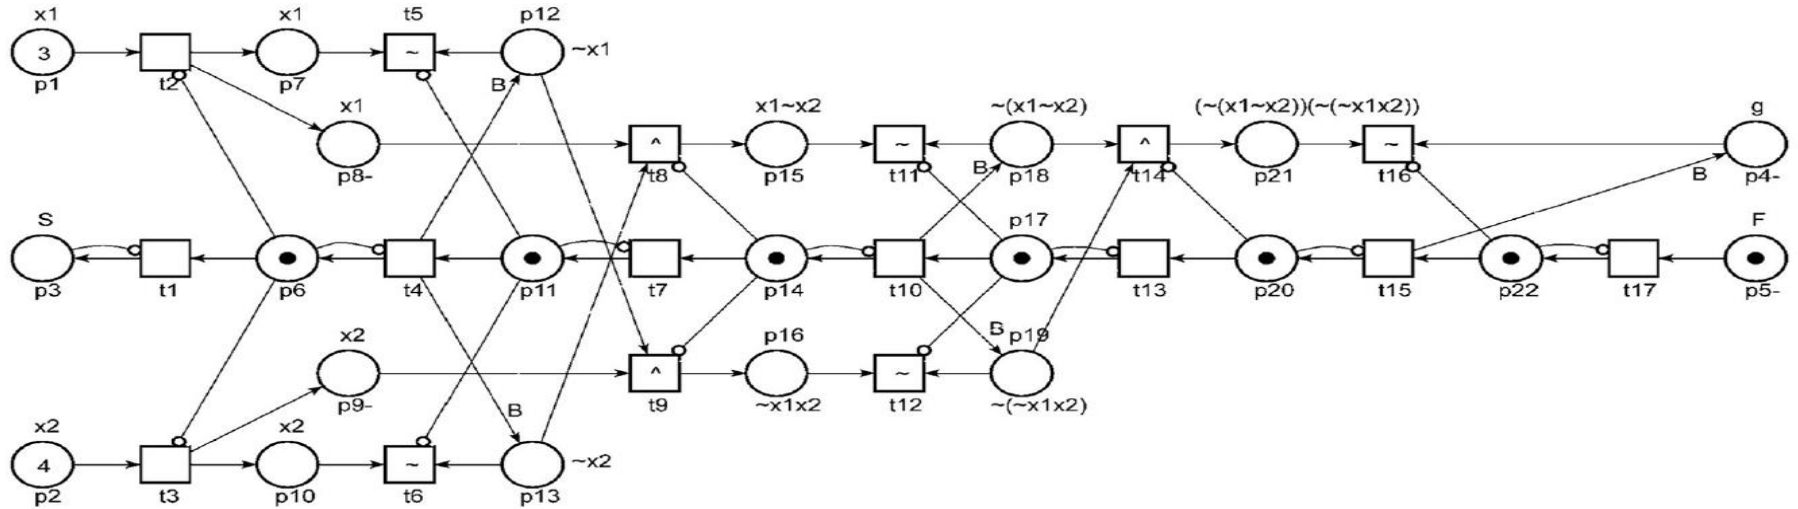 x1 x1 t5 p12
3 ~ ~x1
p1 t2 p7 B
x1 x1~x2 ~(x1~x2) (~(x1~x2))(~(~x1x2)) g
^ ~ ^ ~
p8- t8 p15 t11 B p18 t14 p21 t16 B p4-
S p17 F
p3 t1 p6 t4 p11 t7 p14 t10 t13 p20 t15 p22 t17 p5-
x2 p16 B p19
^ ~
p9- t9 ~x1x2 t12 ~(~x1x2)
x2 x2 B
4 ~ ~x2
p2 t3 p10 t6 p13